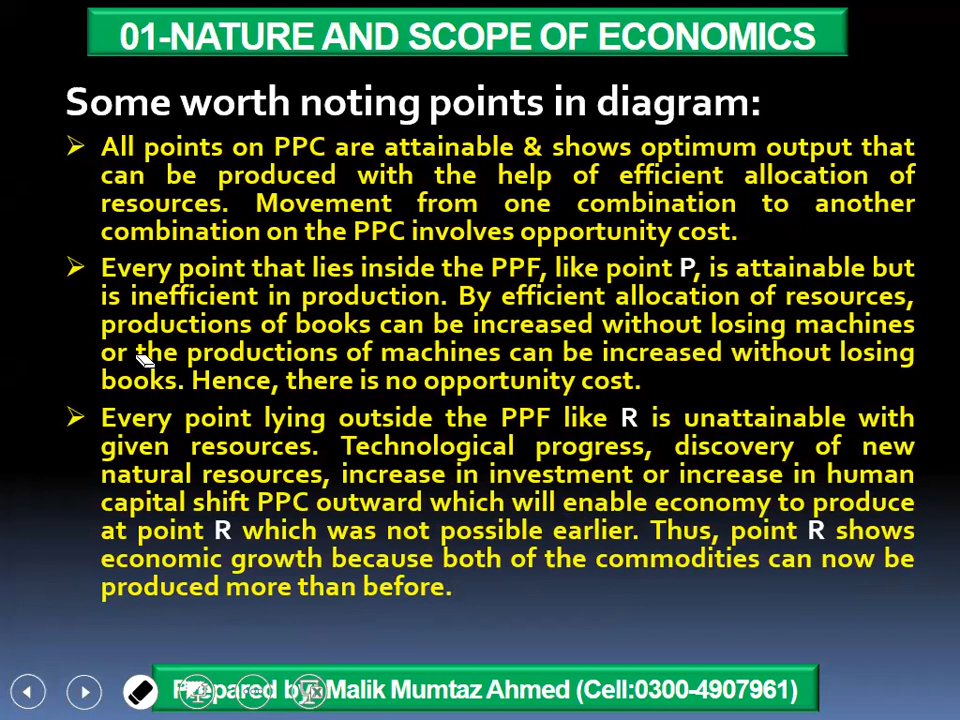 01-NATURE AND SCOPE OF ECONOMICS
Some worth noting points in diagram:
All points on PPC are attainable & shows optimum output that
can be produced with the help of efficient allocation of
resources. Movement from one combination to another
combination on the PPC involves opportunity cost.
Every point that lies inside the PPF, like point P, is attainable but
is inefficient in production. By efficient allocation of resources,
productions of books can be increased without losing machines
or the productions of machines can be increased without losing
books. Hence, there is no opportunity cost.
Every point lying outside the PPF like R is unattainable with
given resources. Technological progress, discovery of new
natural resources, increase in investment or increase in human
capital shift PPC outward which will enable economy to produce
at point R which was not possible earlier. Thus, point R shows
economic growth because both of the commodities can now be
produced more than before.
Prepared by: Malik Mumtaz Ahmed (Cell:0300-4907961)